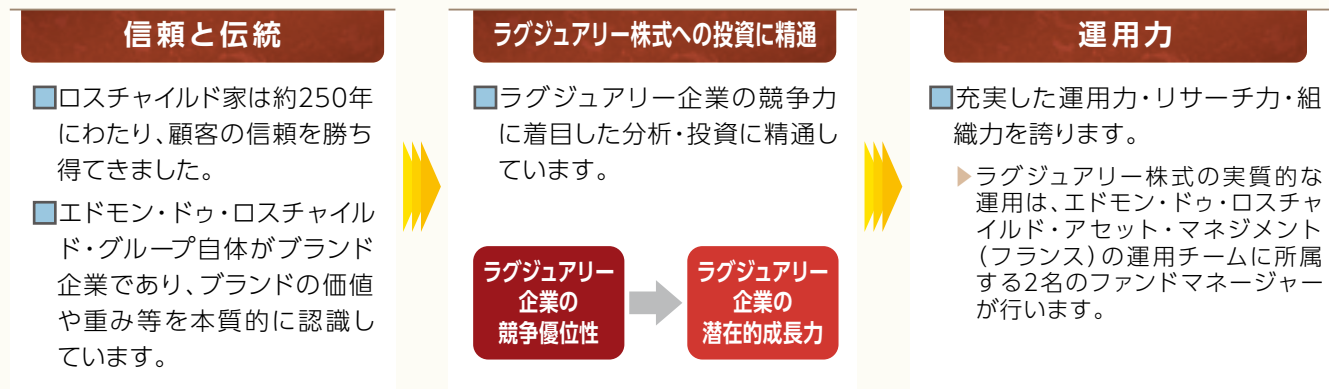 信頼と伝統
■ロスチャイルド家は約250年
にわたり、顧客の信頼を勝ち
得てきました。
■エドモン・ドゥ・ロスチャイル
ド・グループ自体がブランド
企業であり、ブランドの価値
や重み等を本質的に認識し
ています。
ラグジュアリー株式への投資に精通
■ラグジュアリー企業の競争力
に着目した分析・投資に精通し
ています。
ラグジュアリー
企業の
競争優位性
ラグジュアリー
企業の
潜在的成長力
運用力
■充実した運用力・リサーチ力・組
織力を誇ります。
▶ラグジュアリー株式の実質的な
運用は、エドモン・ドゥ・ロスチャ
イルド・アセット・マネジメント
（フランス）の運用チームに所属
する2名のファンドマネージャー
が行います。